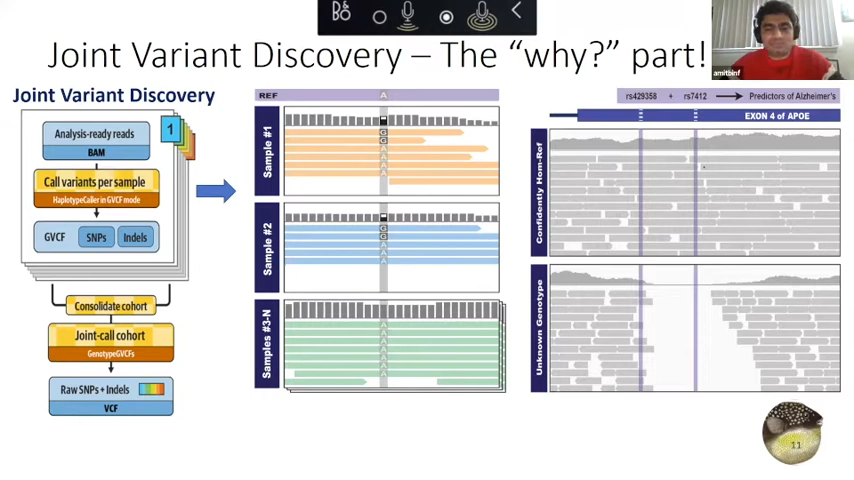 B&O
Joint Variant Discovery – The “why?” part!
amitbinf
Joint Variant Discovery
1
Analysis-ready reads
BAM
Call variants per sample
HaplotypeCaller in GVCF mode
GVCF
SNPs
Indels
Consolidate cohort
Joint-call cohort
GenotypeGVCFs
Raw SNPs + Indels
VCF
REF
A
Sample #1
G
G
A
A
A
A
Sample #2
G
G
A
A
A
Samples #3-N
A
A
A
A
A
A
A
rs429358 + rs7412 Predictors of Alzheimer's
EXON 4 of APOE
Confidently Hom-Ref
Unknown Genotype
11